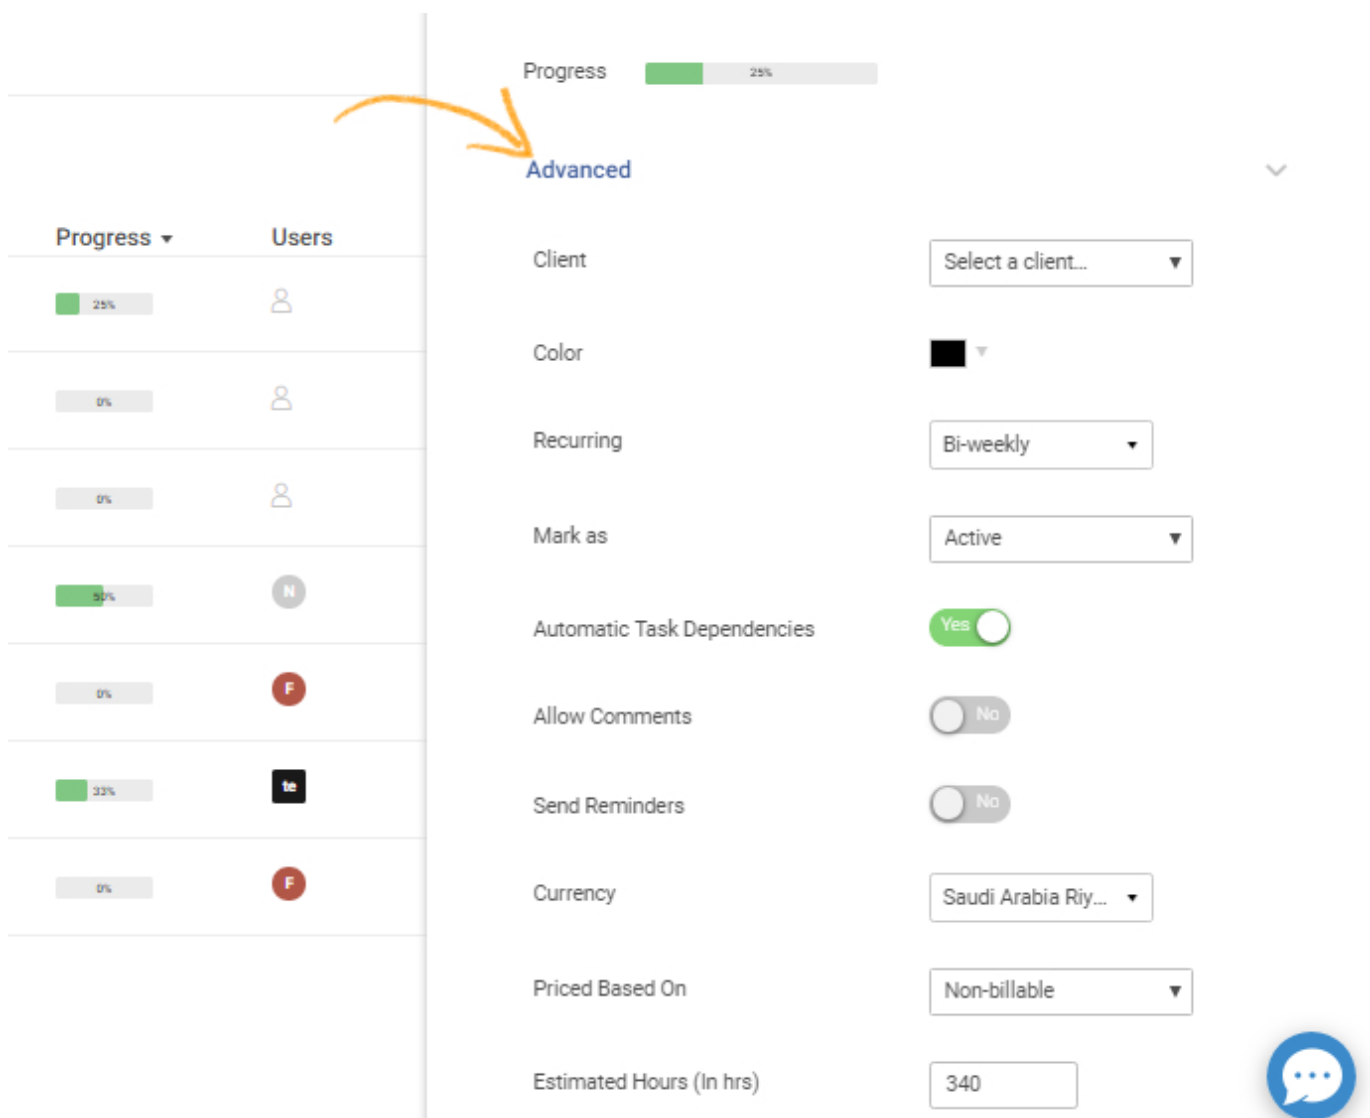 Progress 25%
Advanced
Progress Users
25%
0%
0%
50% N
0% F
33% te
0% F
Client Select a client...
Color
Recurring Bi-weekly
Mark as Active
Automatic Task Dependencies Yes
Allow Comments No
Send Reminders No
Currency Saudi Arabia Riy...
Priced Based On Non-billable
Estimated Hours (In hrs) 340